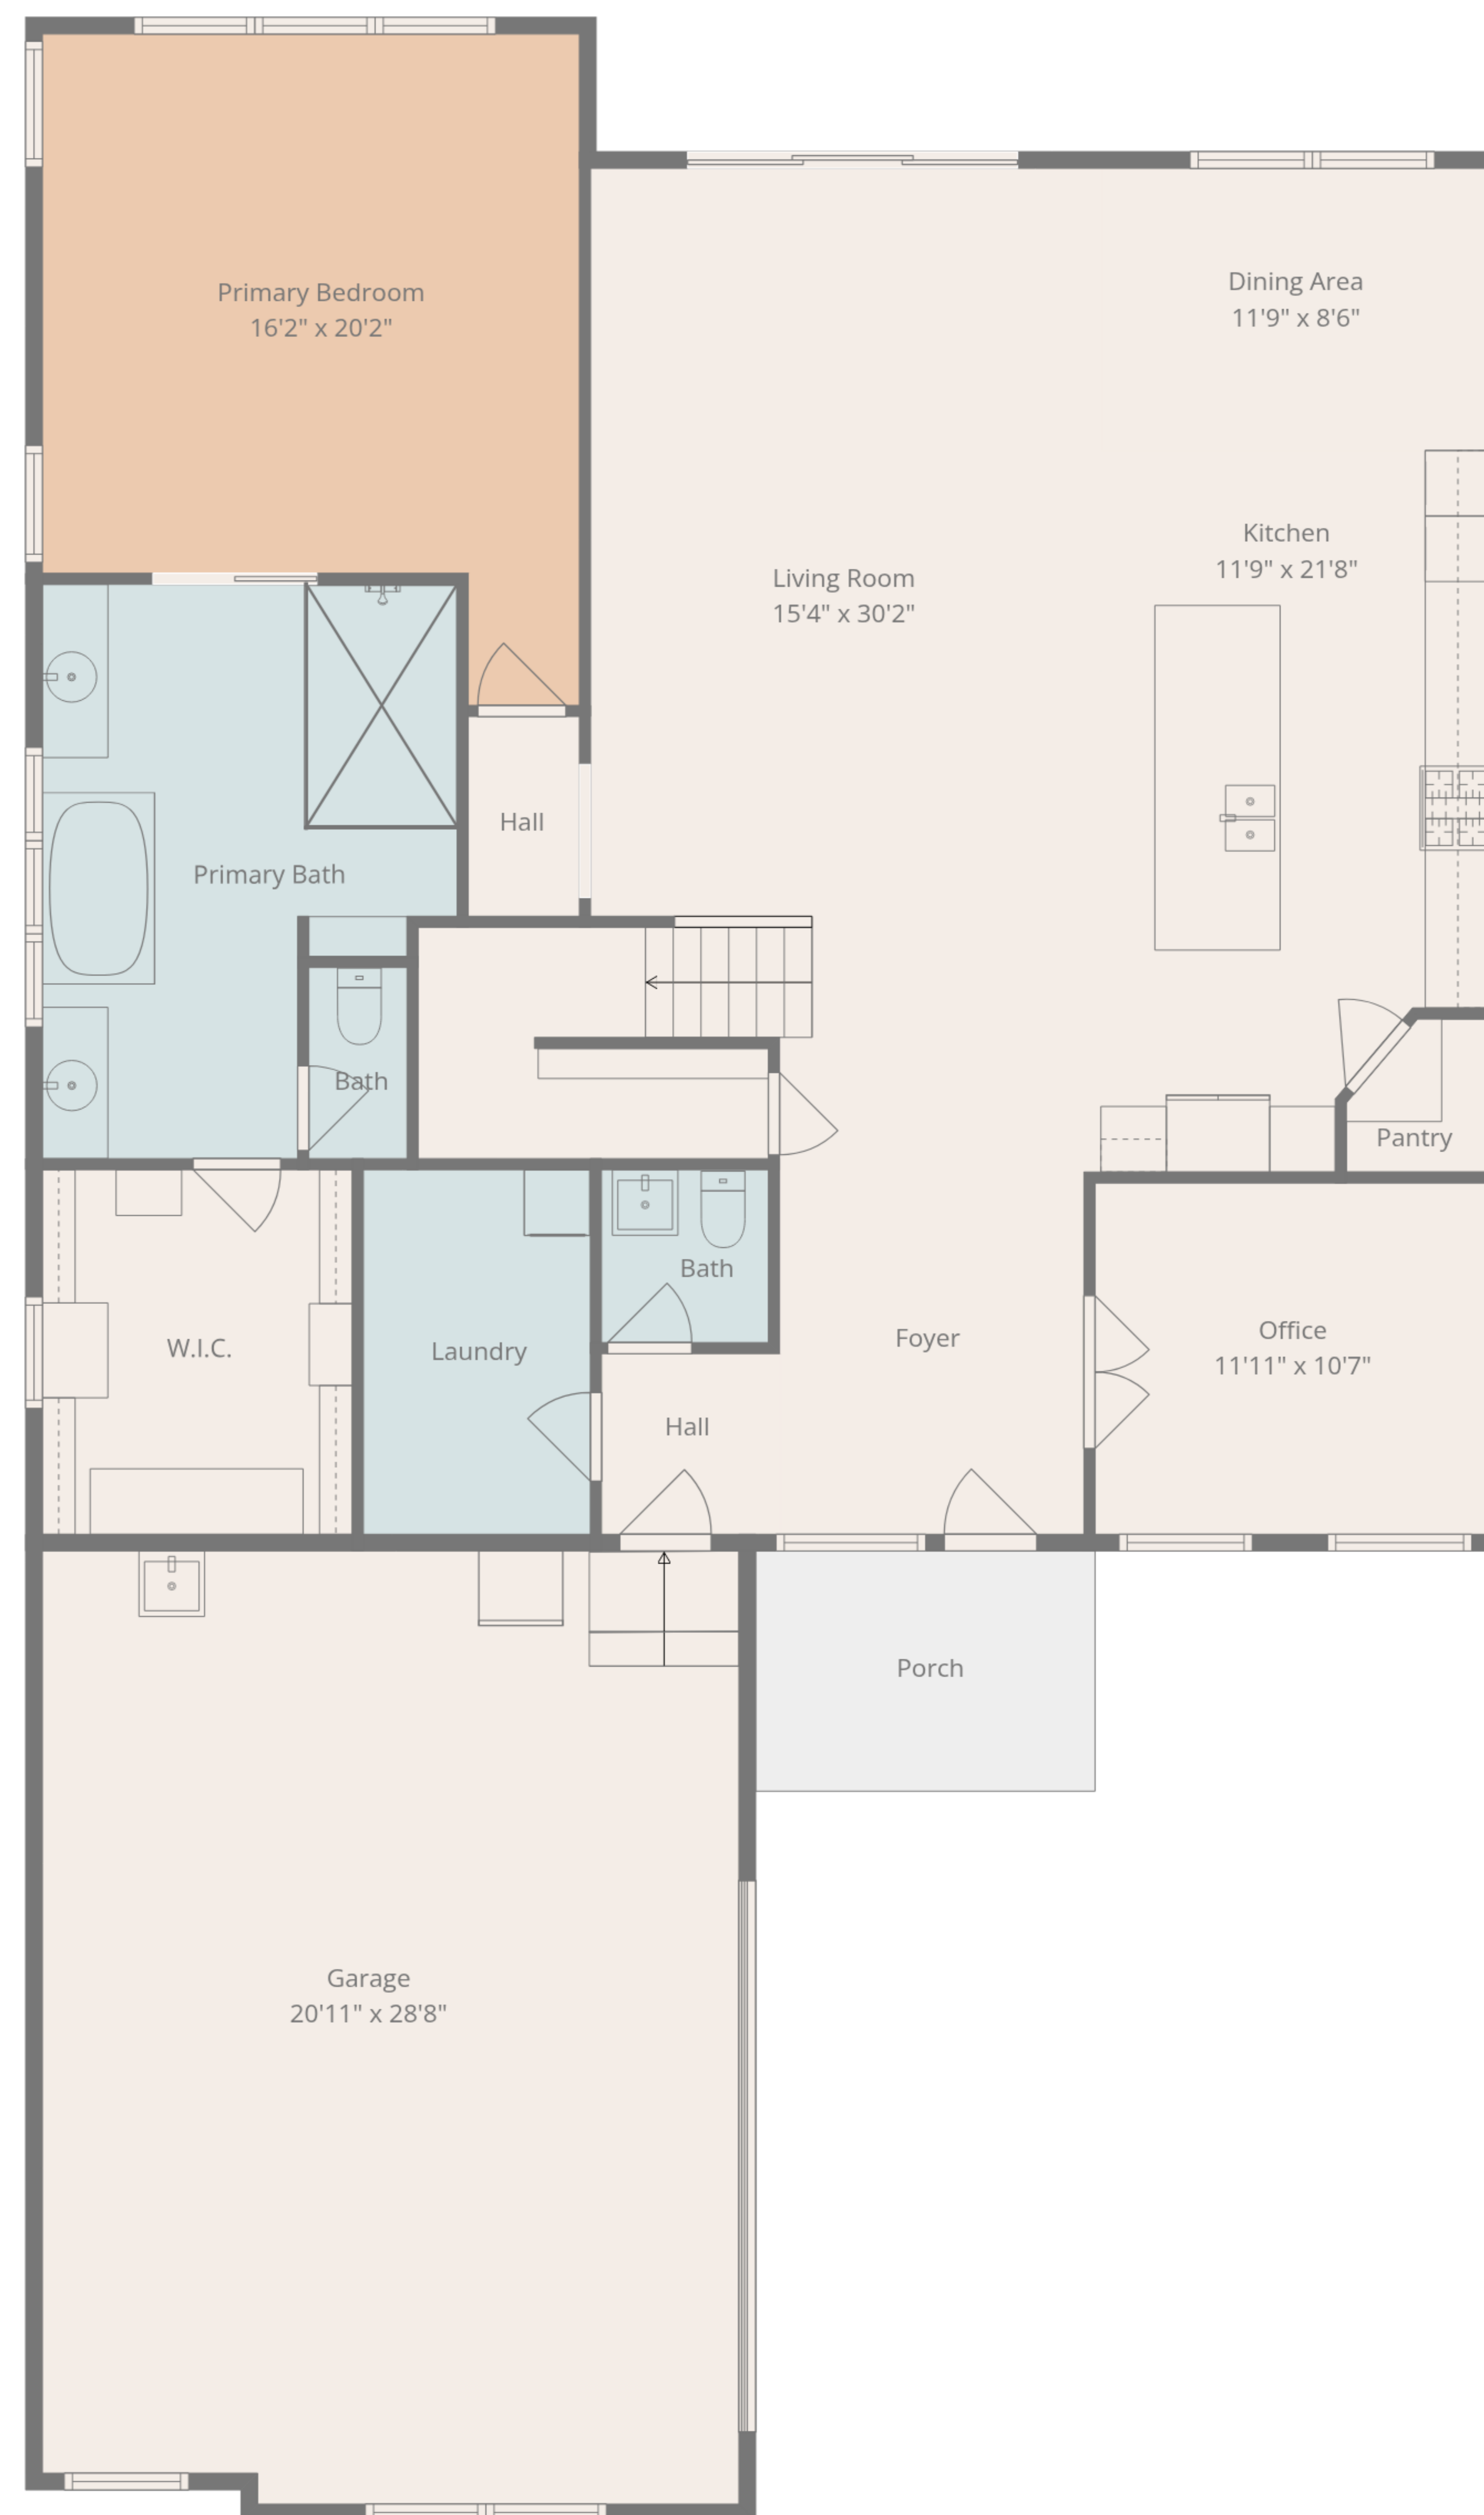 Primary Bedroom
16'2" x 20'2"
Dining Area
11'9" x 8'6"
Kitchen
11'9" x 21'8"
Living Room
15'4" x 30'2"
Hall
Primary Bath
Bath
Pantry
Bath
Office
11'11" x 10'7"
Foyer
W.I.C.
Laundry
Hall
Porch
Garage
20'11" x 28'8"